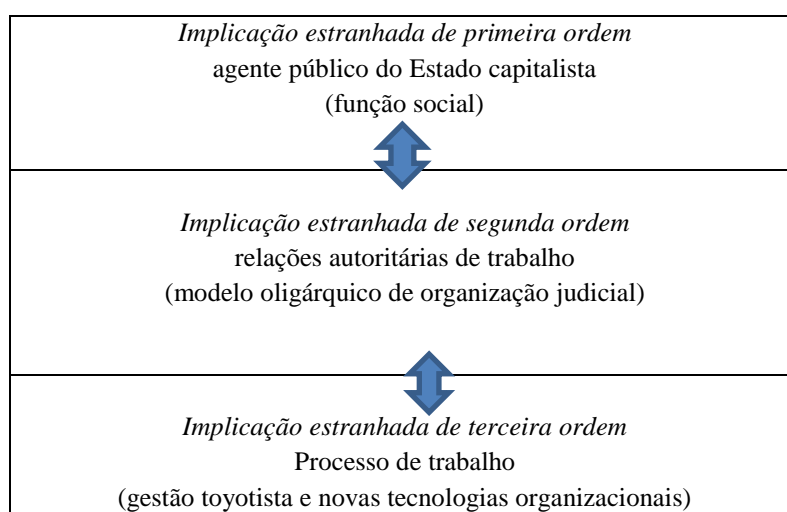 Implicação estranhada de primeira ordem
agente público do Estado capitalista
(função social)
Implicação estranhada de segunda ordem
relações autoritárias de trabalho
(modelo oligárquico de organização judicial)
Implicação estranhada de terceira ordem
Processo de trabalho
(gestão toyotista e novas tecnologias organizacionais)